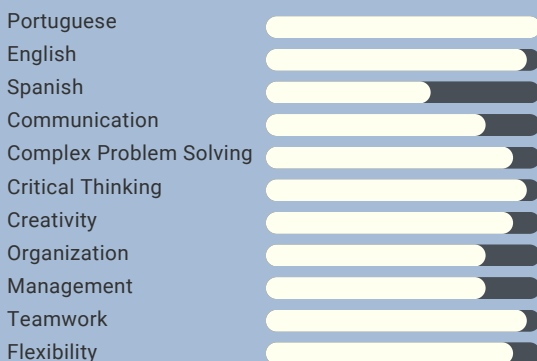 Portuguese
English
Spanish
Communication
Complex Problem Solving
Critical Thinking
Creativity
Organization
Management
Teamwork
Flexibility